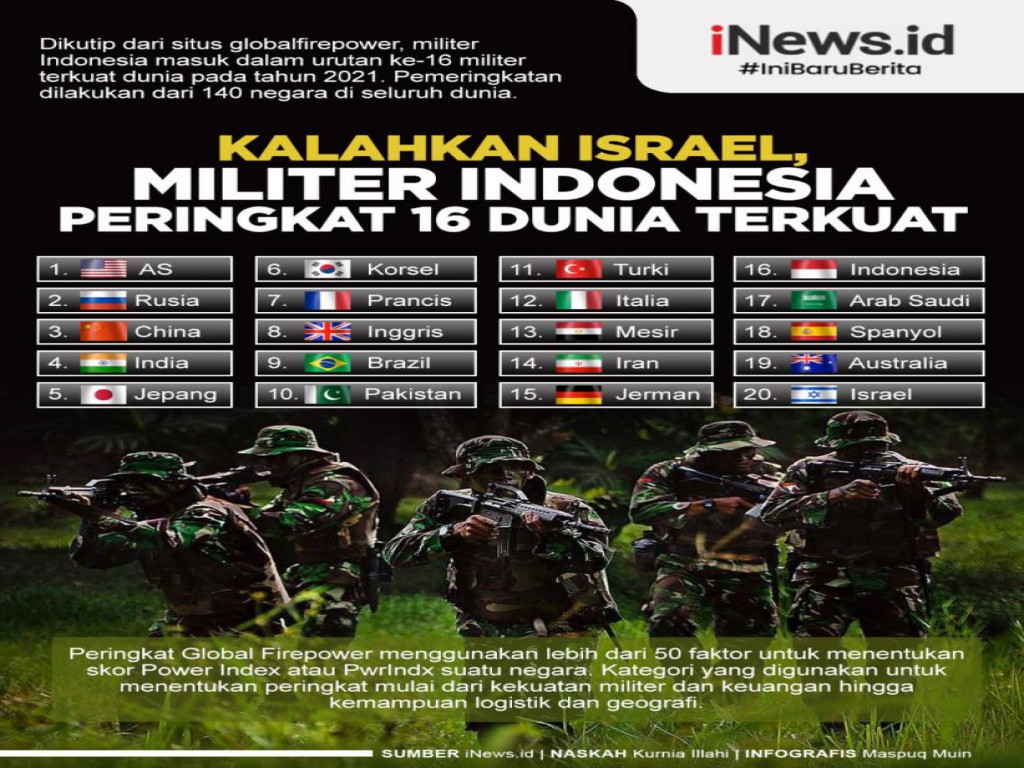 Dikutip dari situs globalfirepower, militer
Indonesia masuk dalam urutan ke-16 militer
terkuat dunia pada tahun 2021. Pemeringkatan
dilakukan dari 140 negara di seluruh dunia.
iNews.id
#IniBaruBerita
KALAHKAN ISRAEL,
MILITER INDONESIA
PERINGKAT 16 DUNIA TERKUAT
1. AS
2. Rusia
3. China
4. India
5. Jepang
6. Korsel
7. Prancis
8. Inggris
9. Brazil
10. Pakistan
11. Turki
12. Italia
13. Mesir
14. Iran
15. Jerman
16. Indonesia
17. Arab Saudi
18. Spanyol
19. Australia
20. Israel
Peringkat Global Firepower menggunakan lebih dari 50 faktor untuk menentukan
skor Power Index atau PwrIndx suatu negara. Kategori yang digunakan untuk
menentukan peringkat mulai dari kekuatan militer dan keuangan hingga
kemampuan logistik dan geografi.
SUMBER iNews.id | NASKAH Kurnia Illahi | INFOGRAFIS Maspuq Muin